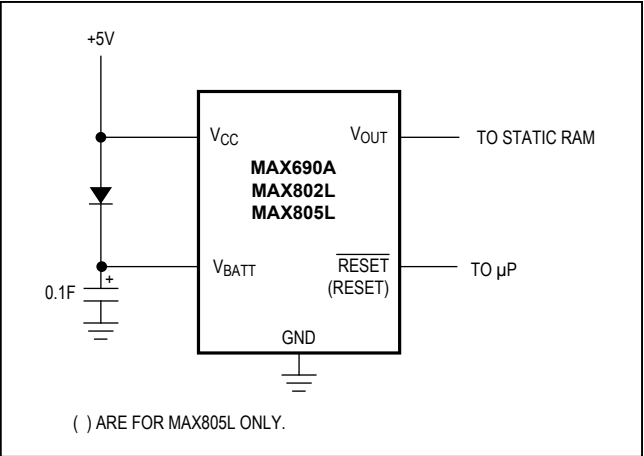 +5V
VCC
VOUT
TO STATIC RAM
MAX690A
MAX802L
MAX805L
VBATT
RESET
(RESET)
TO µP
0.1F
+
GND
( ) ARE FOR MAX805L ONLY.